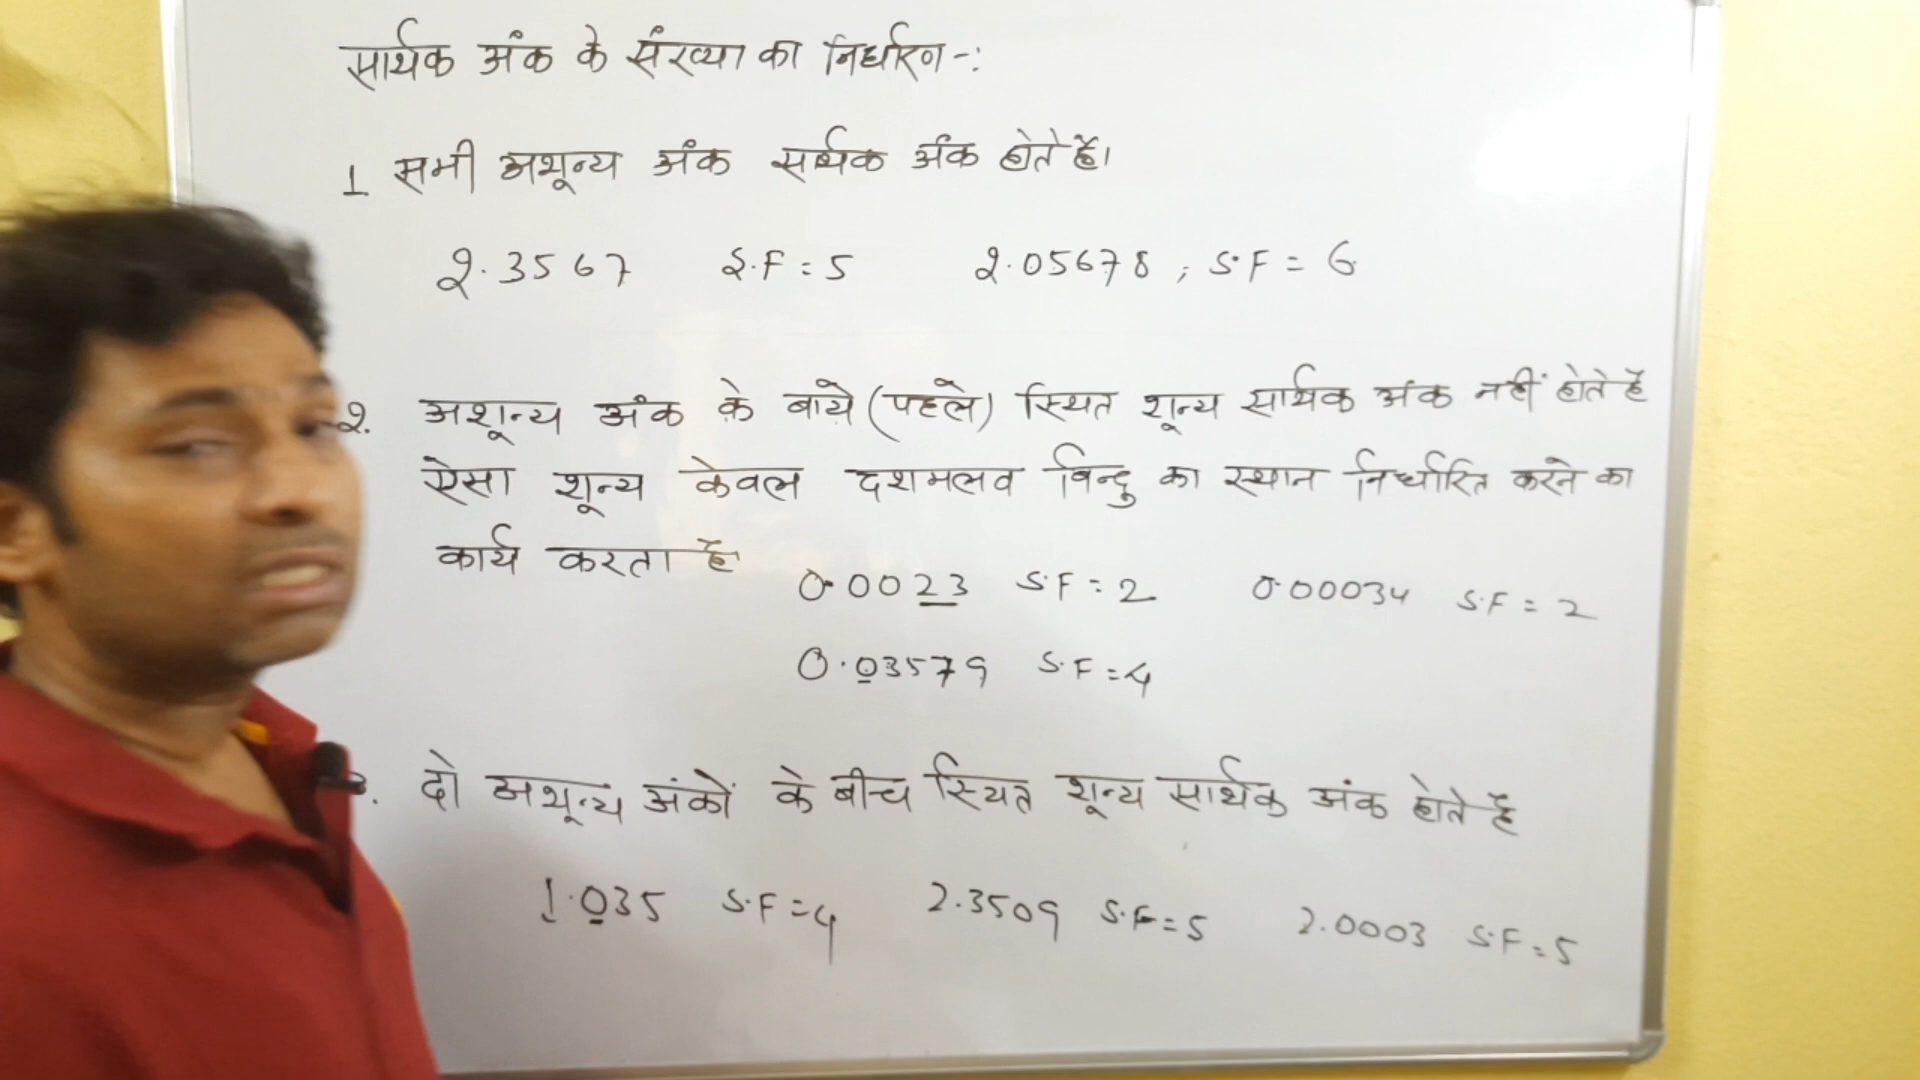 सार्थक अंक के संख्या का निर्धारण -:
1. सभी अशून्य अंक सार्थक अंक होते है।
2.3567 S.F = 5 2.05678 ; S.F = 6
2. अशून्य अंक के बाये (पहले) स्थित शून्य सार्थक अंक नहीं होते है
ऐसा शून्य केवल दशमलव बिन्दु का स्थान निर्धारित करने का
कार्य करता है।
0.0023 S.F = 2 0.00034 S.F = 2
0.03579 S.F = 4
दो अशून्य अंकों के बीच स्थित शून्य सार्थक अंक होते है
1.035 S.F = 4 2.3509 S.F = 5 2.0003 S.F = 5